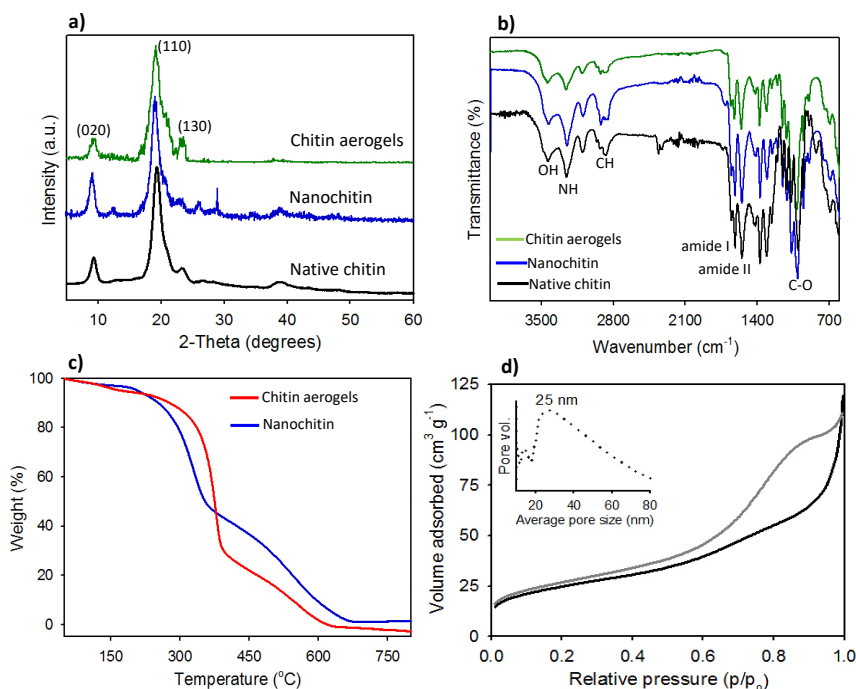 a)
(110)
(020)
(130)
Chitin aerogels
Nanochitin
Native chitin
Intensity (a.u.)
10 20 30 40 50 60
2-Theta (degrees)
b)
Transmittance (%)
OH
NH
CH
Chitin aerogels
Nanochitin
Native chitin
amide I
amide II
C-O
3500 2800 2100 1400 700
Wavenumber (cm⁻¹)
c)
100
80
60
40
20
0
Weight (%)
Chitin aerogels
Nanochitin
150 300 450 600 750
Temperature (°C)
d)
125
100
75
50
25
0
Volume adsorbed (cm³ g⁻¹)
25 nm
Pore vol.
20 40 60 80
Average pore size (nm)
0.0 0.2 0.4 0.6 0.8 1.0
Relative pressure (p/pₒ)